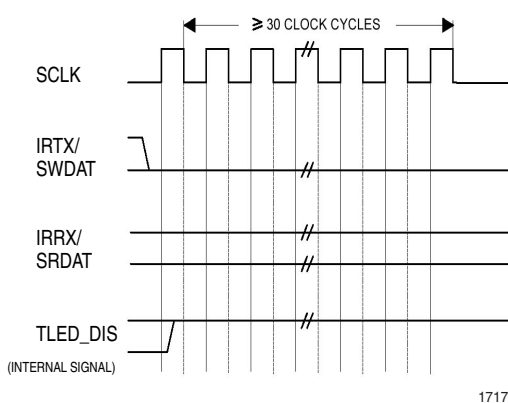 ≥ 30 CLOCK CYCLES
SCLK
IRTX/
SWDAT
IRRX/
SRDAT
TLED_DIS
(INTERNAL SIGNAL)
1717